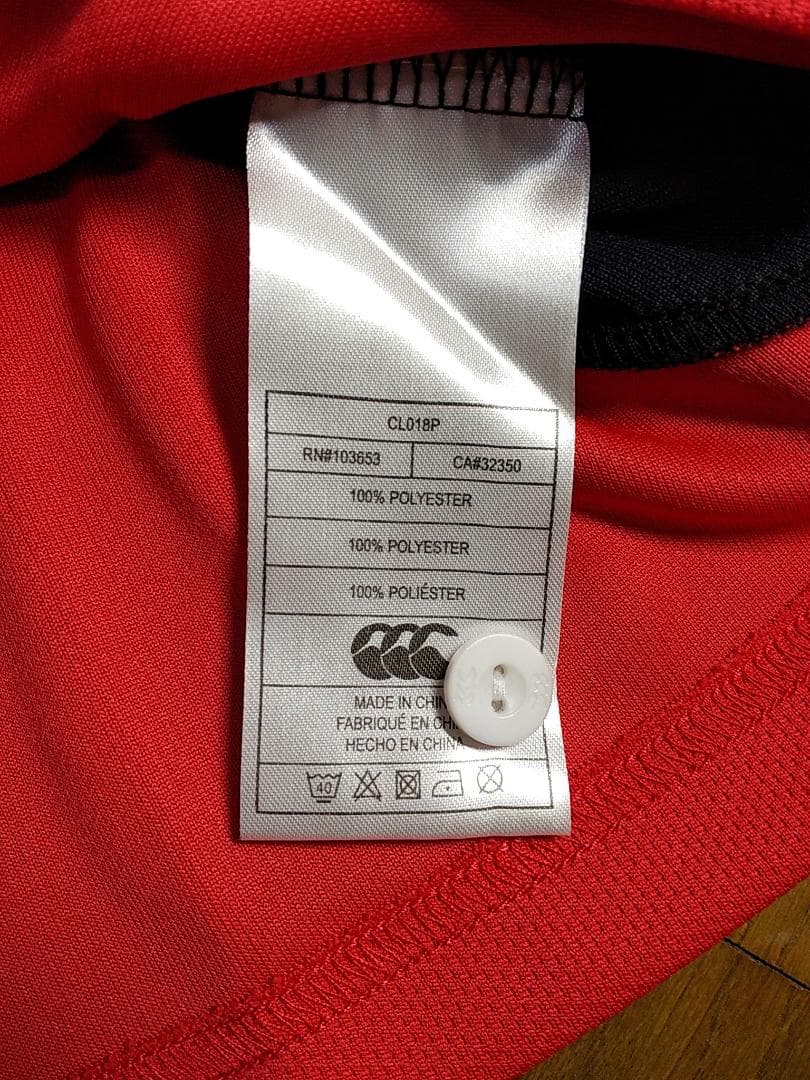 CL018P
RN#103653 CA#32350
100% POLYESTER
100% POLYESTER
100% POLIÉSTER
MADE IN CHIN
FABRIQUÉ EN CHI
HECHO EN CHINA
40